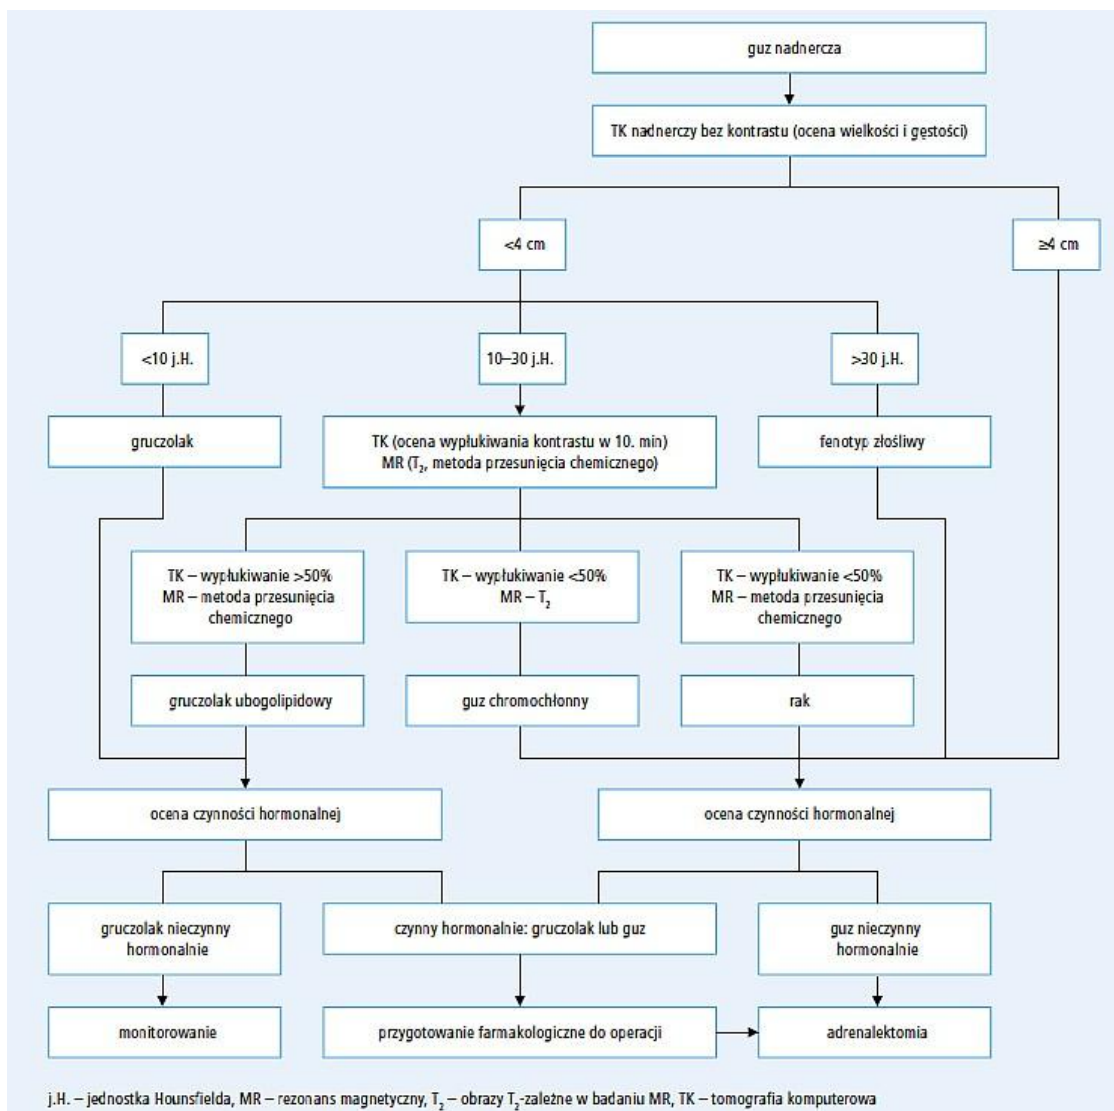 guz nadnercza
TK nadnerczy bez kontrastu (ocena wielkości i gęstości)
<4 cm
≥4 cm
<10 j.H.
10–30 j.H.
>30 j.H.
gruczolak
TK (ocena wypłukiwania kontrastu w 10. min)
MR (T₂, metoda przesunięcia chemicznego)
fenotyp złośliwy
TK – wypłukiwanie >50%
MR – metoda przesunięcia
chemicznego
TK – wypłukiwanie <50%
MR – T₂
TK – wypłukiwanie <50%
MR – metoda przesunięcia
chemicznego
gruczolak ubogolipidowy
guz chromochłonny
rak
ocena czynności hormonalnej
ocena czynności hormonalnej
gruczolak nieczynny
hormonalnie
czynny hormonalnie: gruczolak lub guz
guz nieczynny
hormonalnie
monitorowanie
przygotowanie farmakologiczne do operacji
adrenalektomia
j.H. – jednostka Hounsfielda, MR – rezonans magnetyczny, T₂ – obrazy T₂-zależne w badaniu MR, TK – tomografia komputerowa